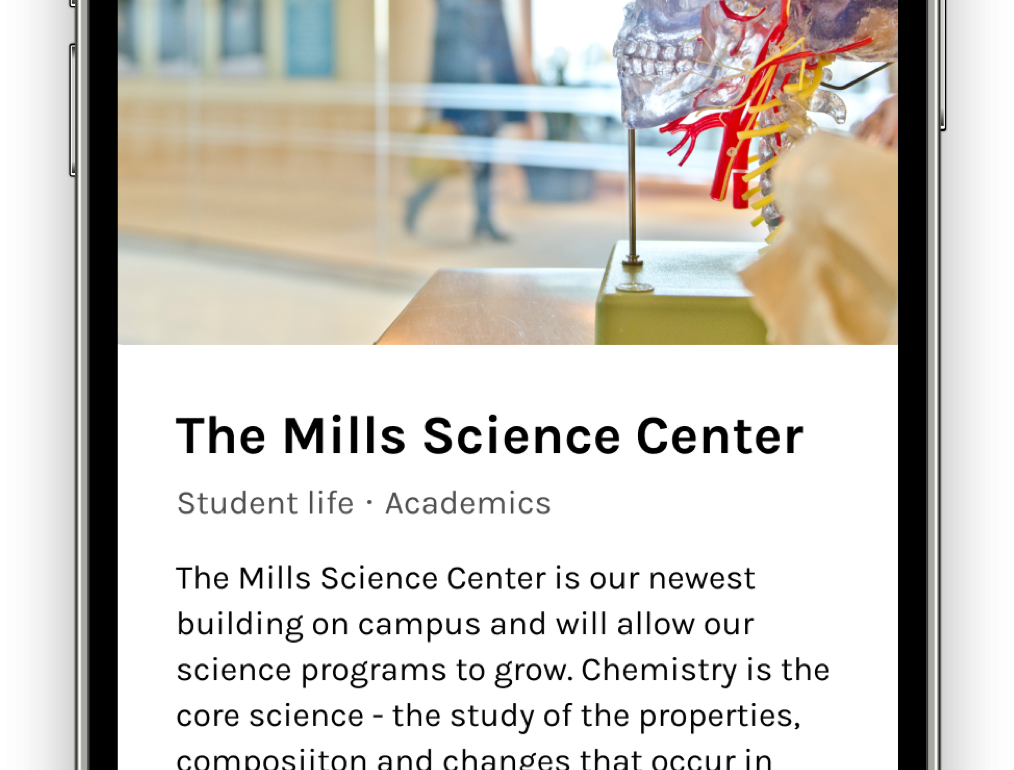 The Mills Science Center
Student life · Academics
The Mills Science Center is our newest
building on campus and will allow our
science programs to grow. Chemistry is the
core science - the study of the properties,
composiiton and changes that occur in